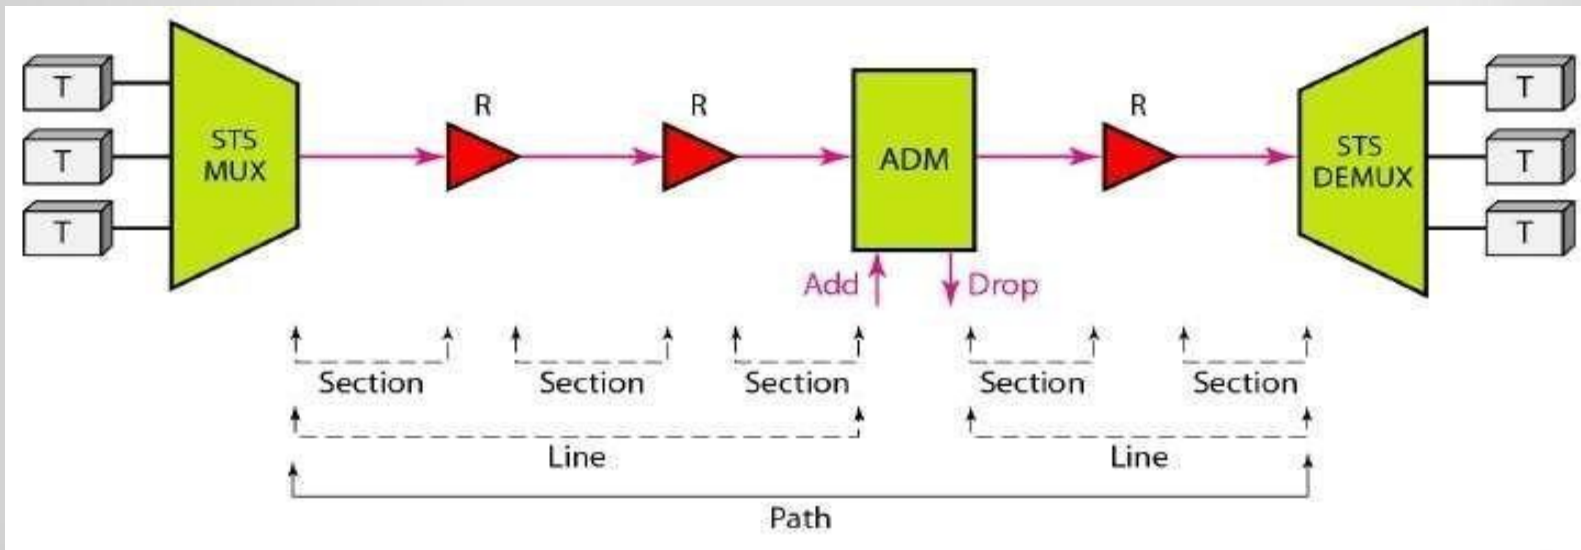 T
T
T
STS
MUX
R
R
ADM
Add
Drop
R
STS
DEMUX
T
T
T
Section
Section
Section
Section
Section
Line
Line
Path